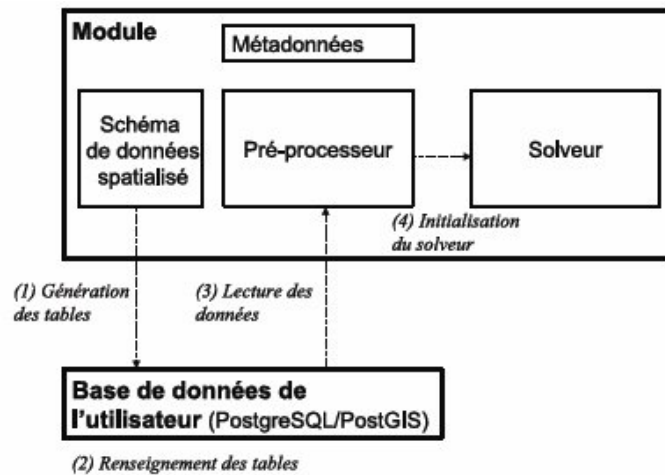 Module
Métadonnées
Schéma
de données
spatialisé
Pré-processeur
Solveur
(4) Initialisation
du solveur
(1) Génération
des tables
(3) Lecture des
données
Base de données de
l'utilisateur (PostgreSQL/PostGIS)
(2) Renseignement des tables